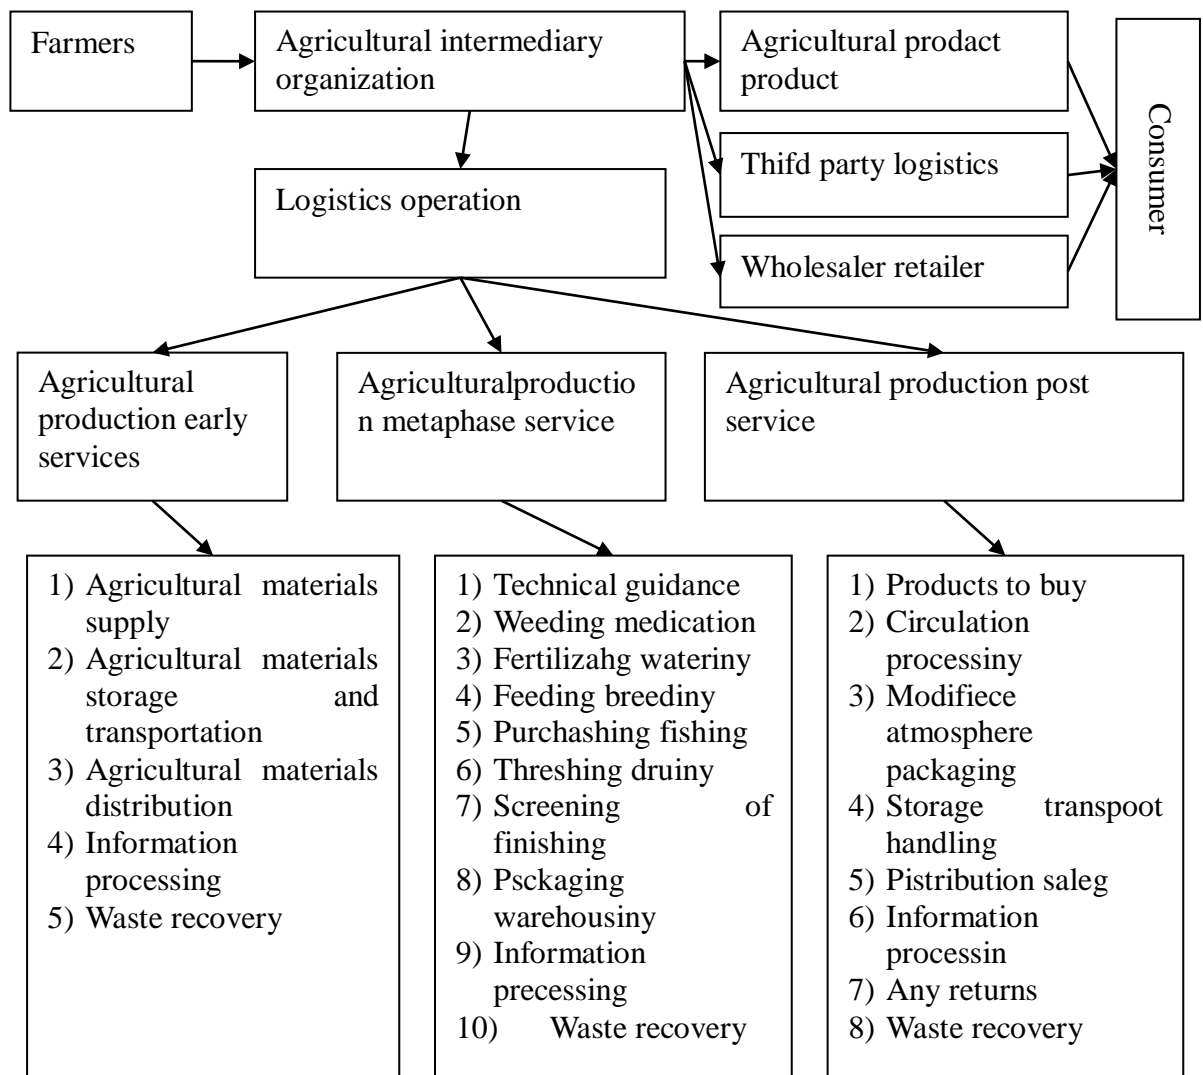 Farmers
Agricultural intermediary
organization
Agricultural prodact
product
Thifd party logistics
Wholesaler retailer
Consumer
Logistics operation
Agricultural
production early
services
Agriculturalproductio
n metaphase service
Agricultural production post
service
1) Agricultural materials
supply
2) Agricultural materials
storage and
transportation
3) Agricultural materials
distribution
4) Information
processing
5) Waste recovery
1) Technical guidance
2) Weeding medication
3) Fertilizahg wateriny
4) Feeding breediny
5) Purchashing fishing
6) Threshing druiny
7) Screening of
finishing
8) Psckaging
warehousiny
9) Information
precessing
10) Waste recovery
1) Products to buy
2) Circulation
processiny
3) Modifiece
atmosphere
packaging
4) Storage transpoot
handling
5) Pistribution saleg
6) Information
processin
7) Any returns
8) Waste recovery